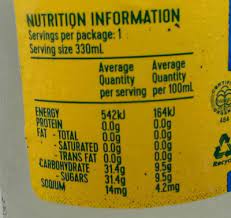 NUTRITION INFORMATION
Servings per package: 1
Serving size 330mL
Average Quantity per serving Average Quantity per 100mL
ENERGY 542kJ 164kJ
PROTEIN 0.0g 0.0g
FAT - TOTAL 0.0g 0.0g
- SATURATED 0.0g 0.0g
- TRANS FAT 0.0g 0.0g
CARBOHYDRATE 31.4g 9.5g
- SUGARS 31.4g 9.5g
SODIUM 14mg 4.2mg